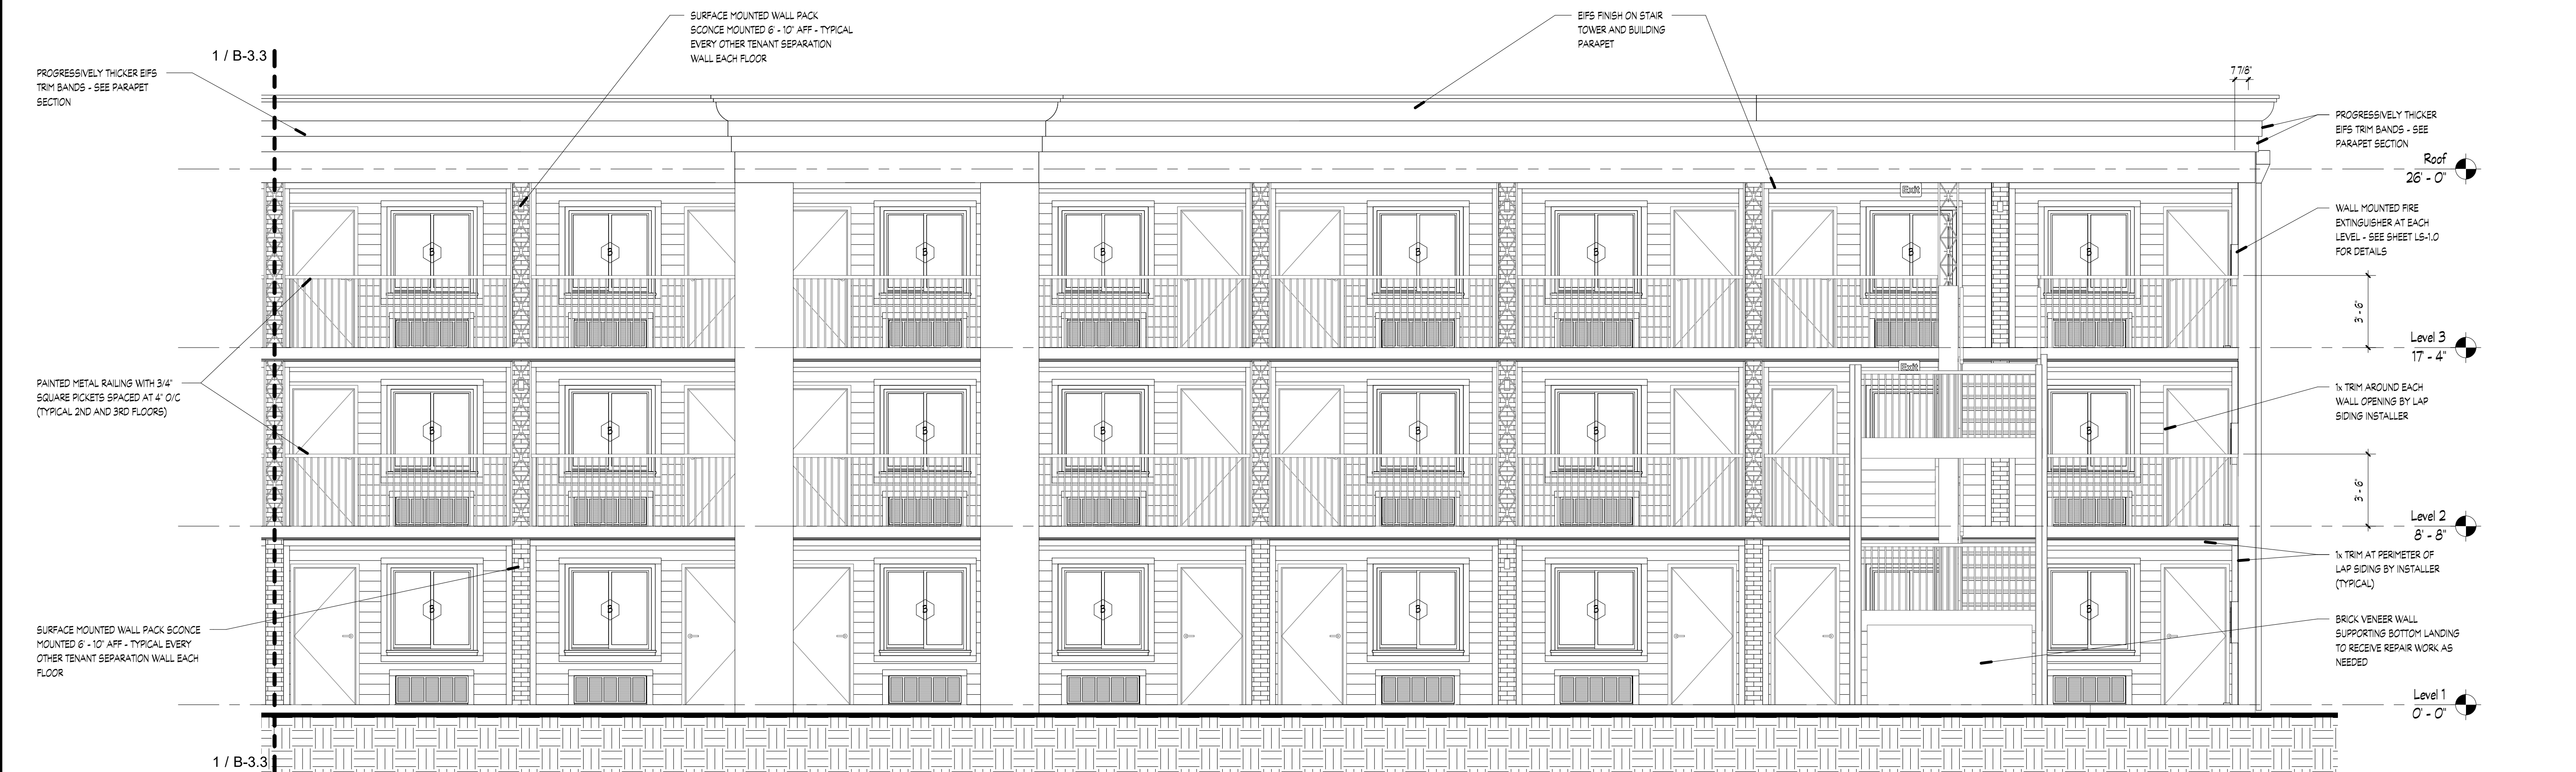 SURFACE MOUNTED WALL PACK
SCONCE MOUNTED 6' - 10" AFF - TYPICAL
EVERY OTHER TENANT SEPARATION
WALL EACH FLOOR
EIFS FINISH ON STAIR
TOWER AND BUILDING
PARAPET
1 / B-3.3
PROGRESSIVELY THICKER EIFS
TRIM BANDS - SEE PARAPET
SECTION
7 7/8"
PROGRESSIVELY THICKER
EIFS TRIM BANDS - SEE
PARAPET SECTION
Roof
26' - 0"
Exit
WALL MOUNTED FIRE
EXTINGUISHER AT EACH
LEVEL - SEE SHEET LS-1.0
FOR DETAILS
B B B B B B B B
3' - 6"
Level 3
17' - 4"
Exit
PAINTED METAL RAILING WITH 3/4"
SQUARE PICKETS SPACED AT 4" O/C
(TYPICAL 2ND AND 3RD FLOORS)
1x TRIM AROUND EACH
WALL OPENING BY LAP
SIDING INSTALLER
B B B B B B B
3' - 6"
Level 2
8' - 8"
1x TRIM AT PERIMETER OF
LAP SIDING BY INSTALLER
(TYPICAL)
B B B B B B B
SURFACE MOUNTED WALL PACK SCONCE
MOUNTED 6' - 10" AFF - TYPICAL EVERY
OTHER TENANT SEPARATION WALL EACH
FLOOR
BRICK VENEER WALL
SUPPORTING BOTTOM LANDING
TO RECEIVE REPAIR WORK AS
NEEDED
Level 1
0' - 0"
1 / B-3.3